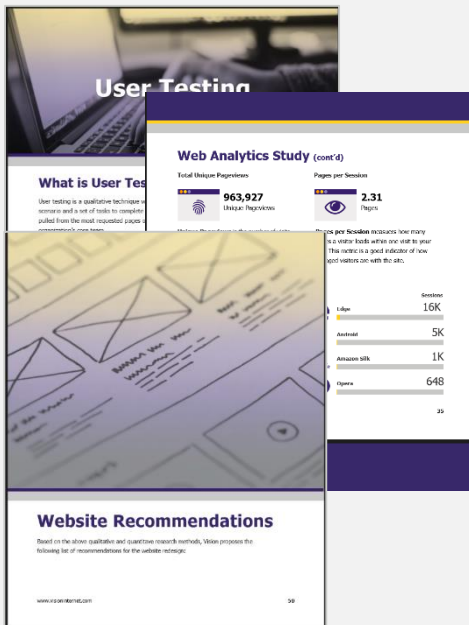 User Testing
What is User Tes
User testing is a qualitative technique w
scenario and a set of tasks to complete
pulled from the most requested pages
Web Analytics Study (cont'd)
Total Unique Pageviews
963,927
Unique Pageviews
Pages per Session
2.31
Pages
Pages per Session measures how many
a visitor loads within one visit to your
This metric is a good indicator of how
visitors are with the site.
Sessions
Edge 16K
Android 5K
Amazon Silk 1K
Opera 648
35
Website Recommendations
Based on the above qualitative and quantitative research methods, Vision proposes the
following list of recommendations for the website redesign:
www.visioninternet.com 50